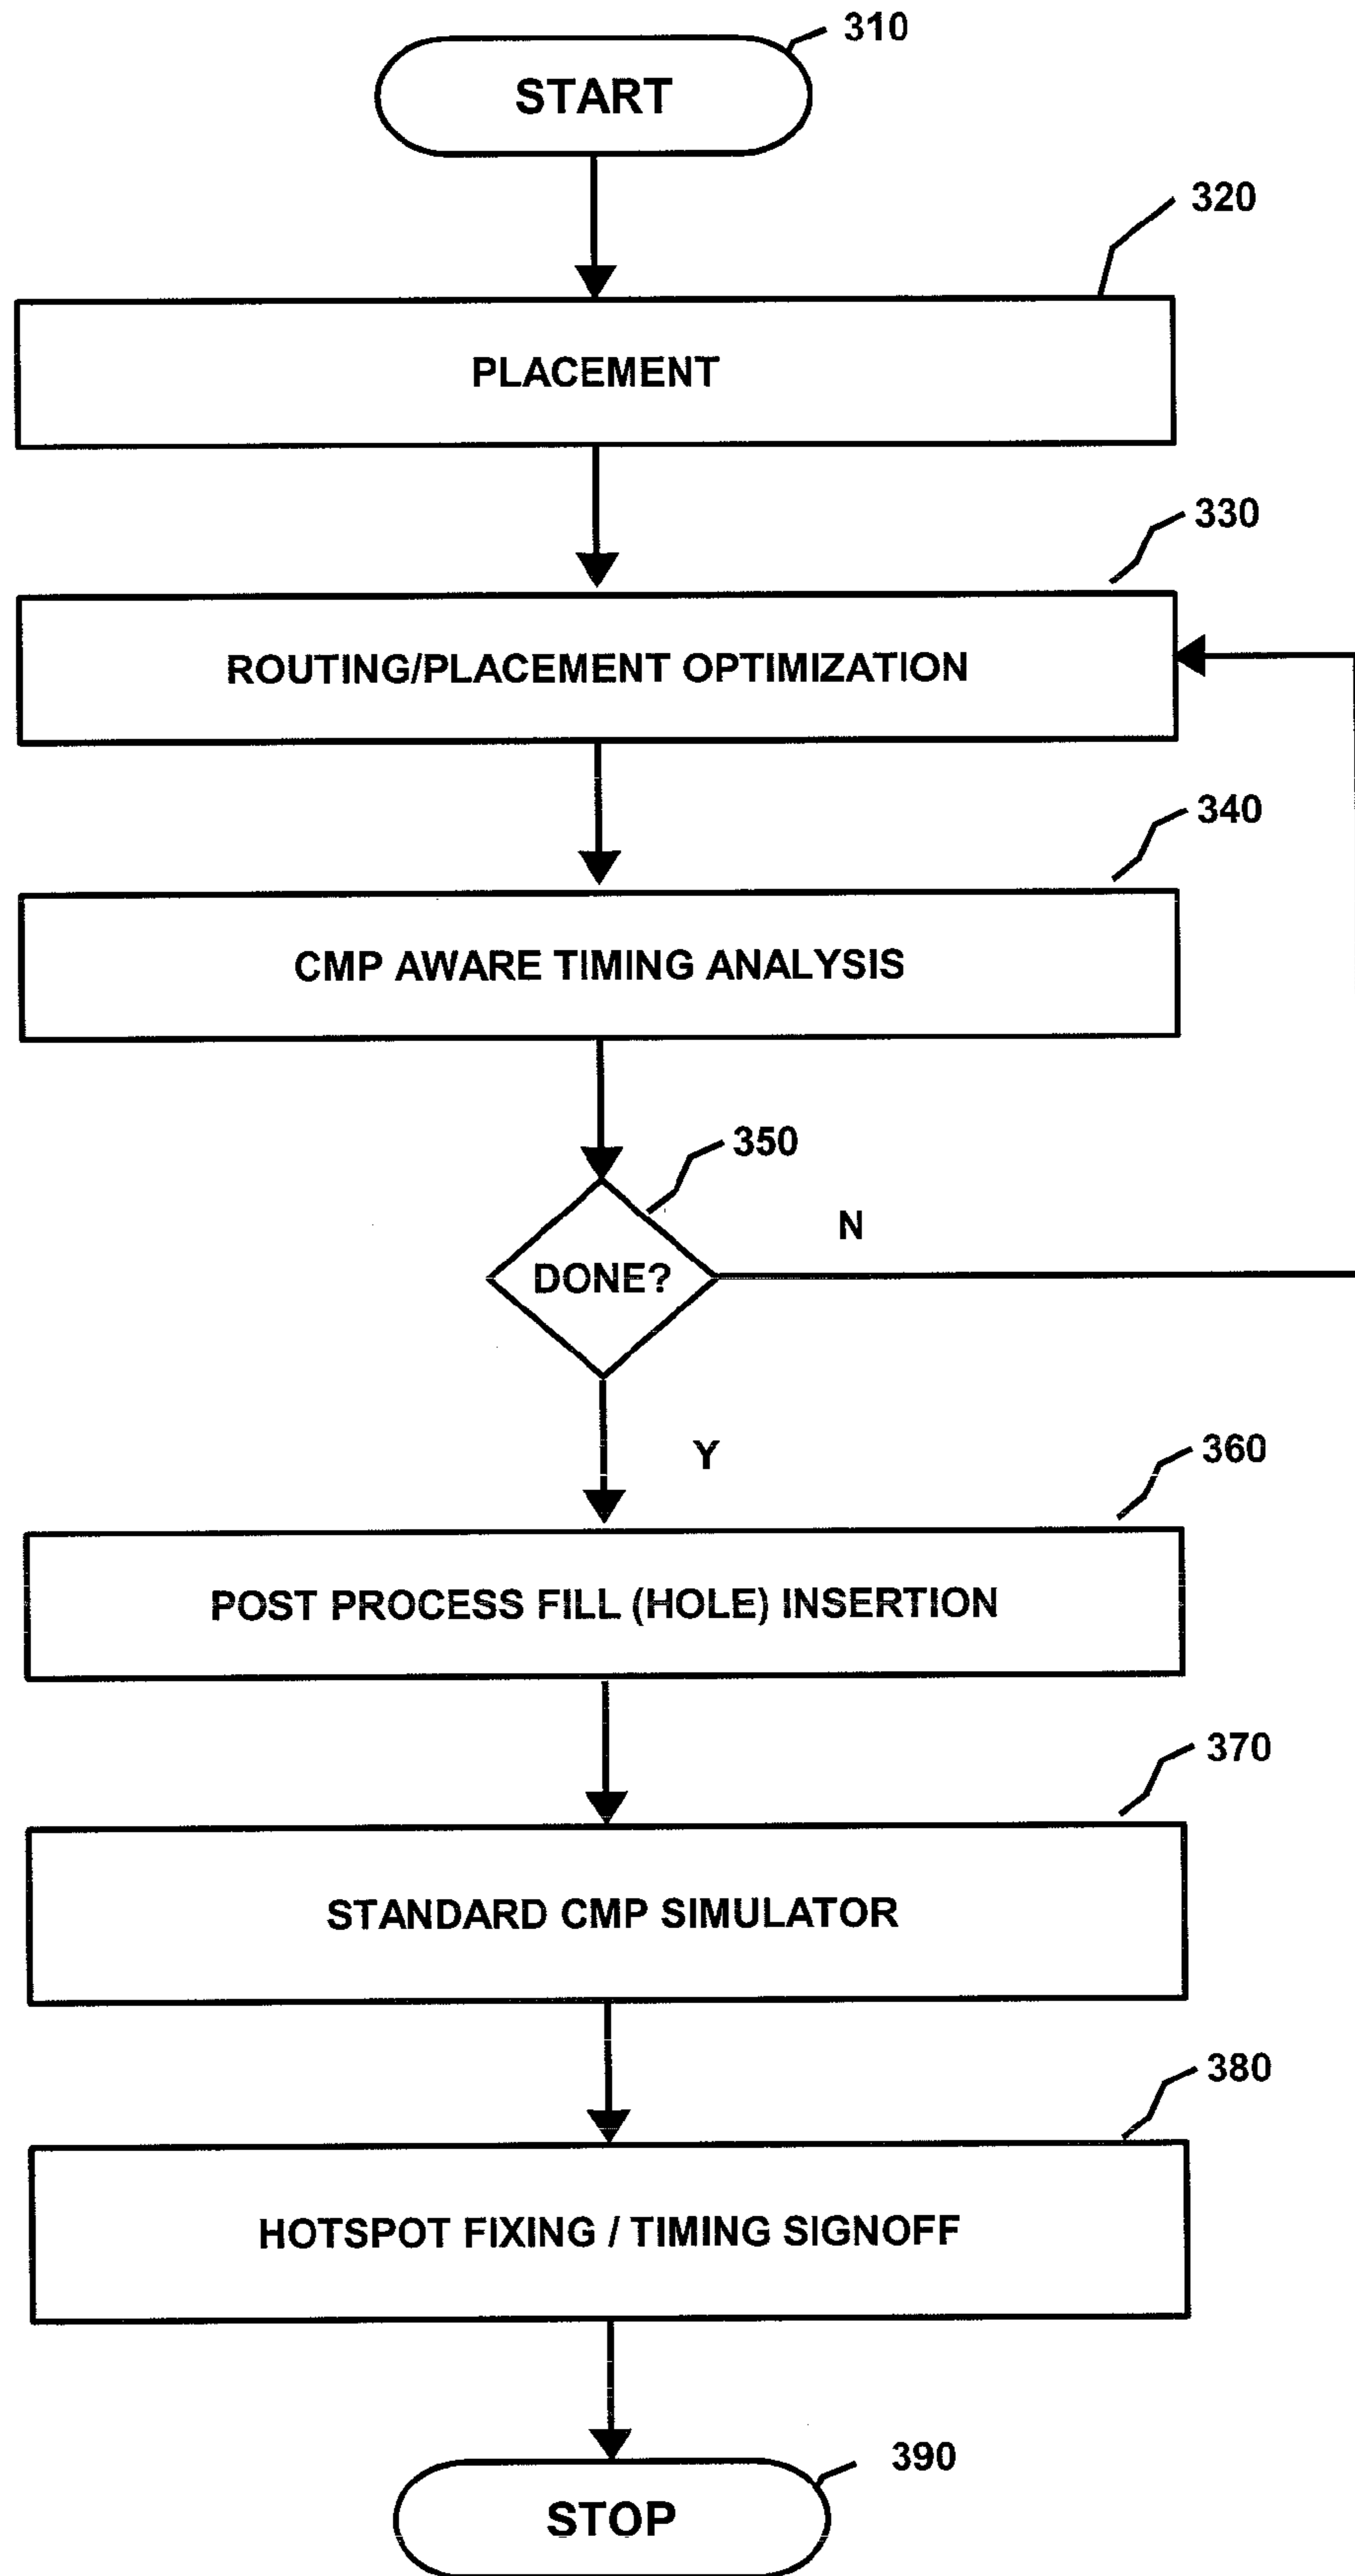 310
START
320
PLACEMENT
330
ROUTING/PLACEMENT OPTIMIZATION
340
CMP AWARE TIMING ANALYSIS
350
N
DONE?
Y
360
POST PROCESS FILL (HOLE) INSERTION
370
STANDARD CMP SIMULATOR
380
HOTSPOT FIXING / TIMING SIGNOFF
390
STOP